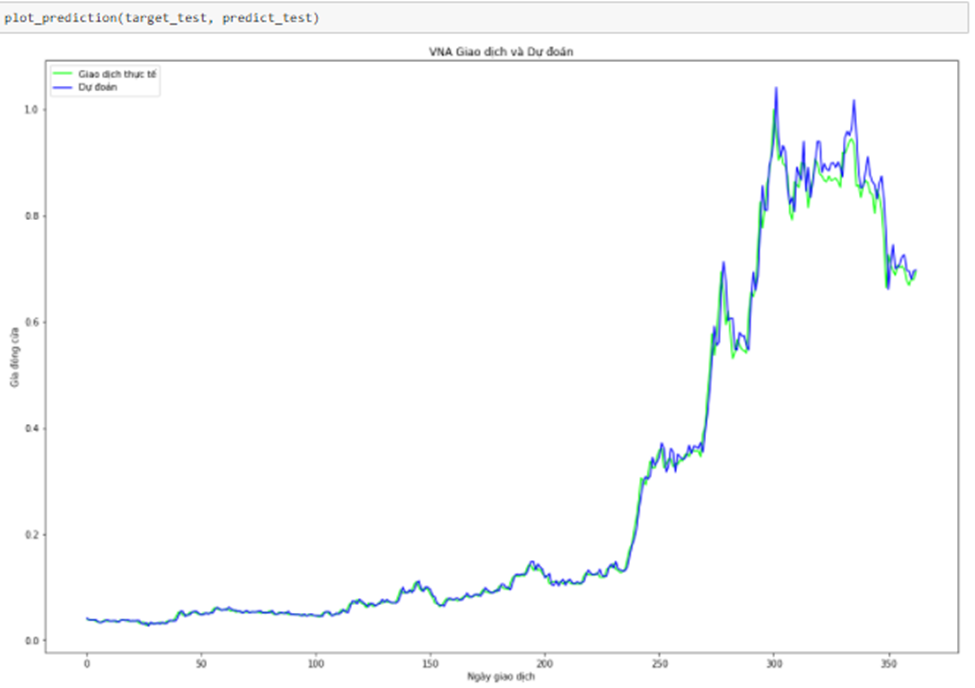 plot_prediction(target_test, predict_test)
VNA Giao dịch và Dự đoán
Giao dịch thực tế
Dự đoán
1.0
0.8
0.6
0.4
0.2
0.0
Gía đóng cửa
0 50 100 150 200 250 300 350
Ngày giao dịch